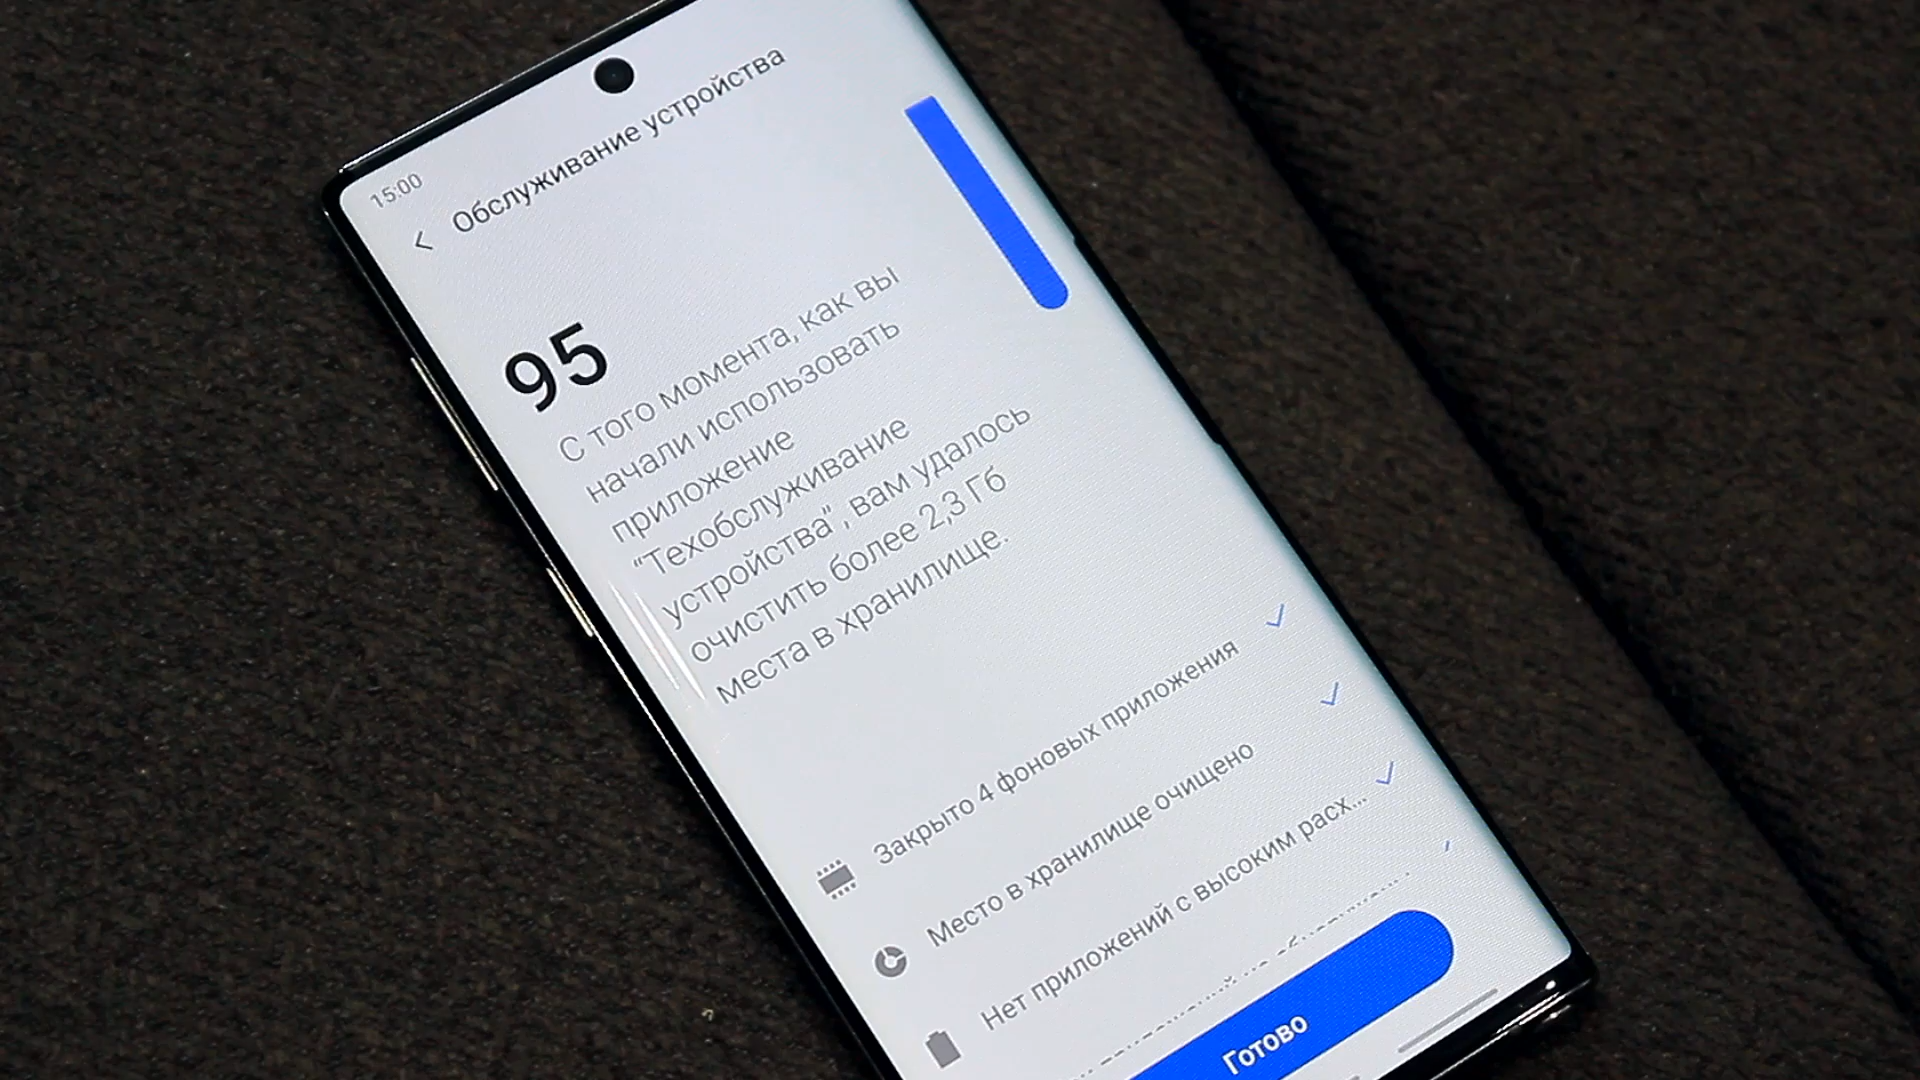 15:00
Обслуживание устройства
95
С того момента, как вы
начали использовать
приложение
“Техобслуживание
устройства”, вам удалось
очистить более 2,3 Гб
места в хранилище.
Закрыто 4 фоновых приложения
Место в хранилище очищено
Нет приложений с высоким расх...
Готово